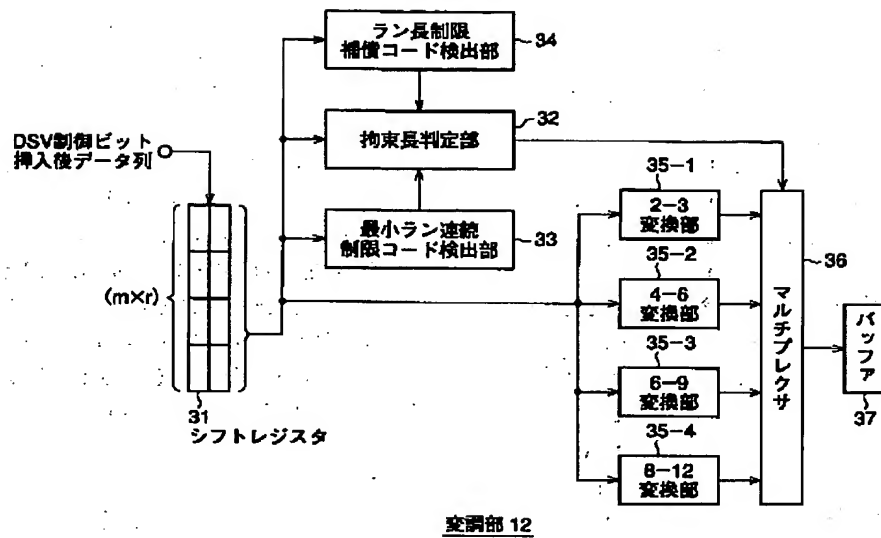 ラン長制限
補償コード検出部
34
DSV制御ビット
挿入後データ列
拘束長判定部
32
最小ラン連続
制限コード検出部
33
(m×r)
31
シフトレジスタ
35-1
2-3
変換部
35-2
4-6
変換部
35-3
6-9
変換部
35-4
8-12
変換部
36
マルチプレクサ
バッファ
37
変調部 12